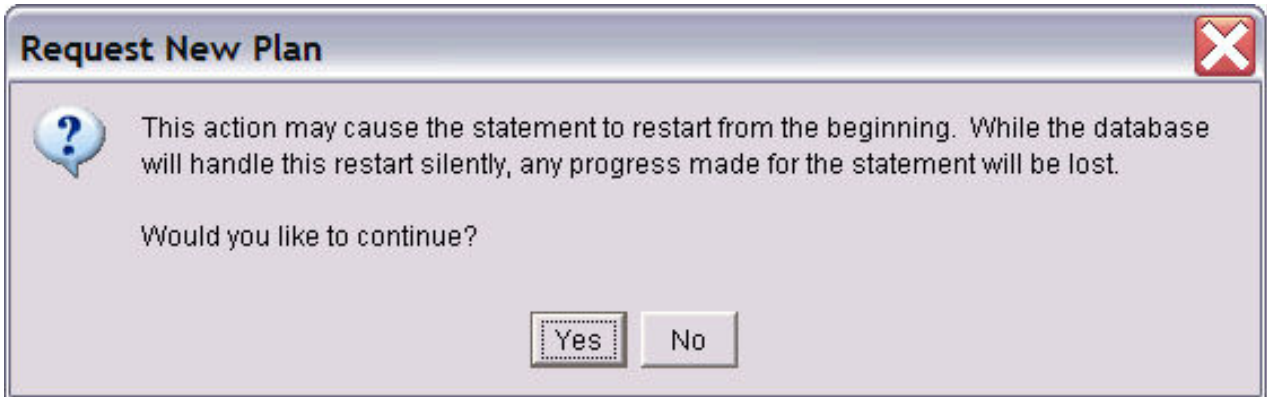 Request New Plan
This action may cause the statement to restart from the beginning.  While the database
will handle this restart silently, any progress made for the statement will be lost.
Would you like to continue?
Yes
No